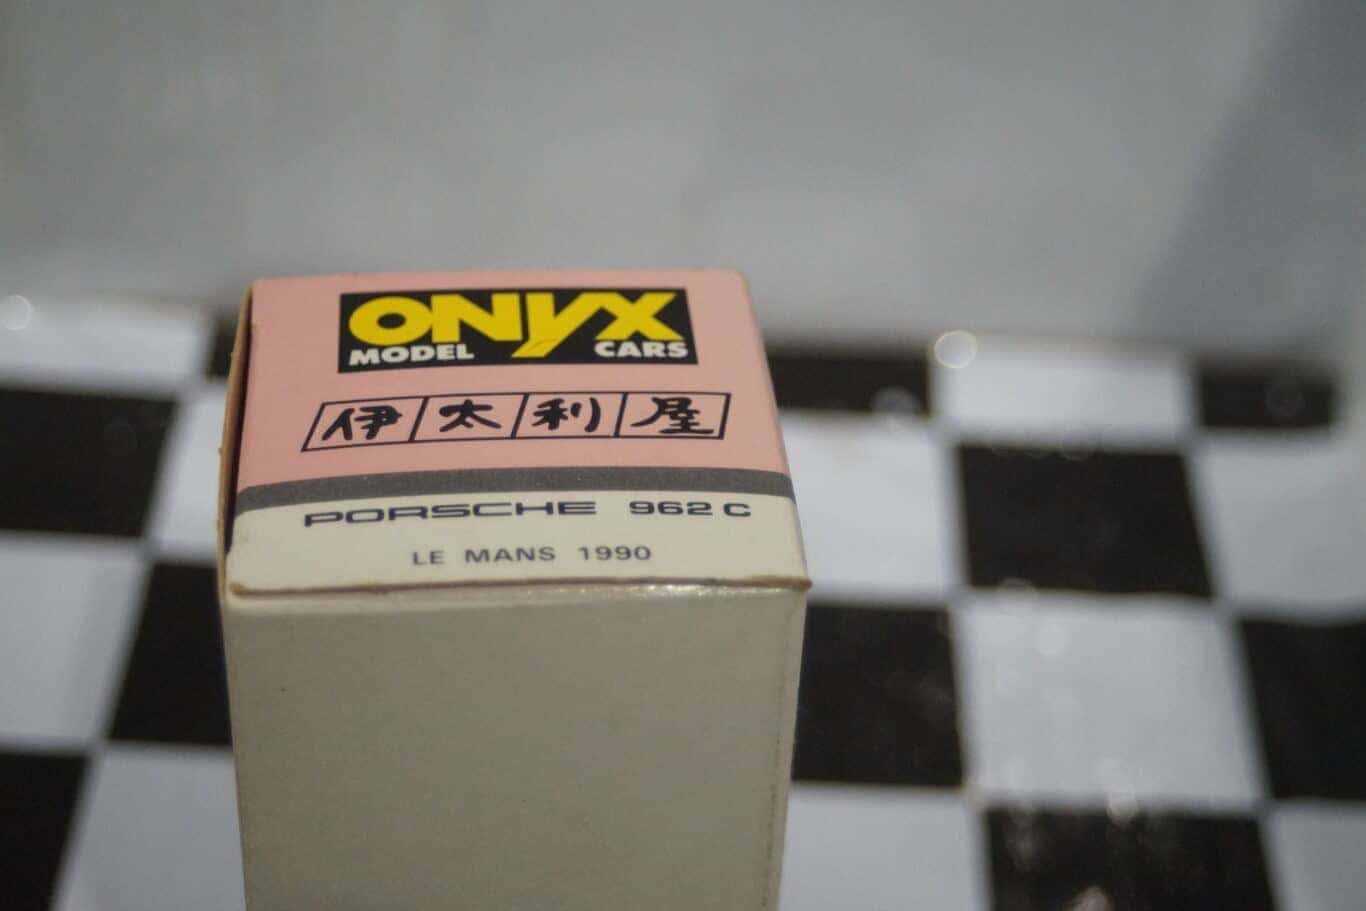 ONYX
MODEL CARS
伊太利屋
PORSCHE 962 C
LE MANS 1990